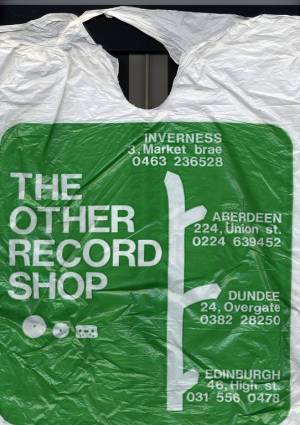 INVERNESS
3, Market brae
0463 236528
THE
OTHER
RECORD
SHOP
ABERDEEN
224, Union st.
0224 639452
DUNDEE
24, Overgate
0382 28250
EDINBURGH
46, High st.
031 556 0478